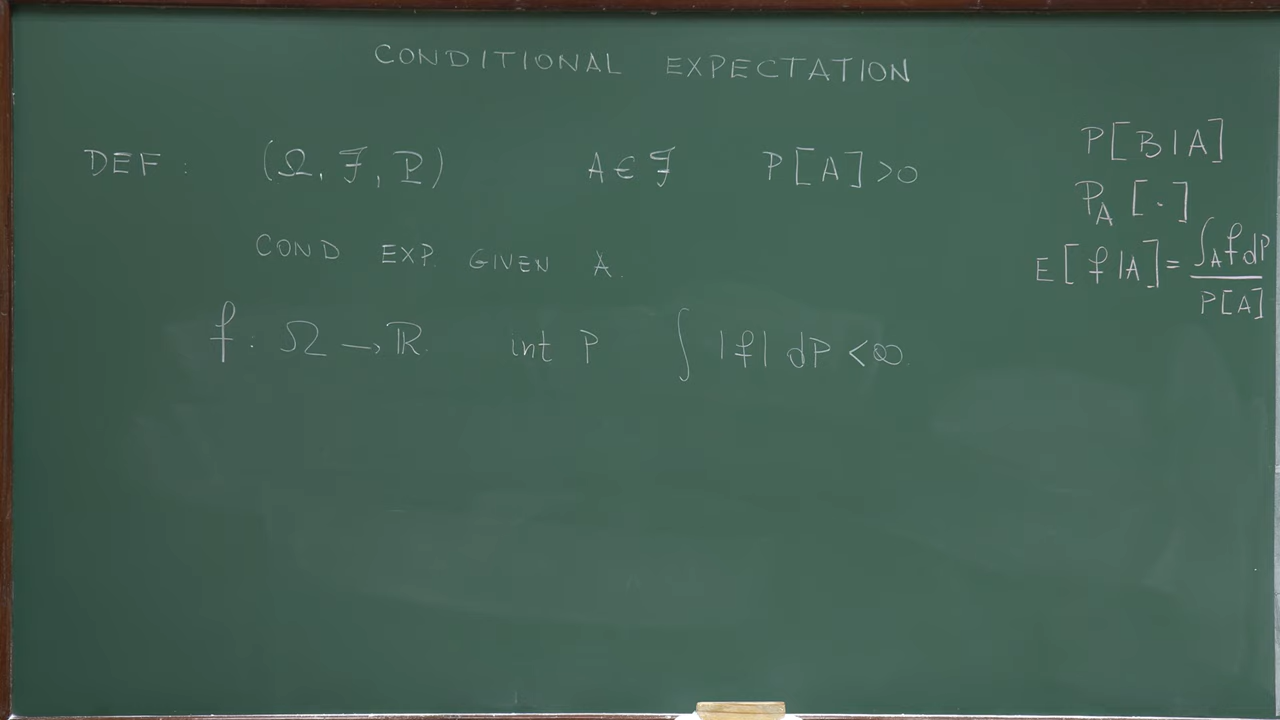 CONDITIONAL EXPECTATION
DEF : (Ω, ℱ, P) A ∈ ℱ P[A] > 0
COND EXP. GIVEN A.
f : Ω → ℝ. int P ∫ |f| dP < ∞.
P[B|A]
P_A [·]
E[f|A] = ∫_A f dP / P[A]